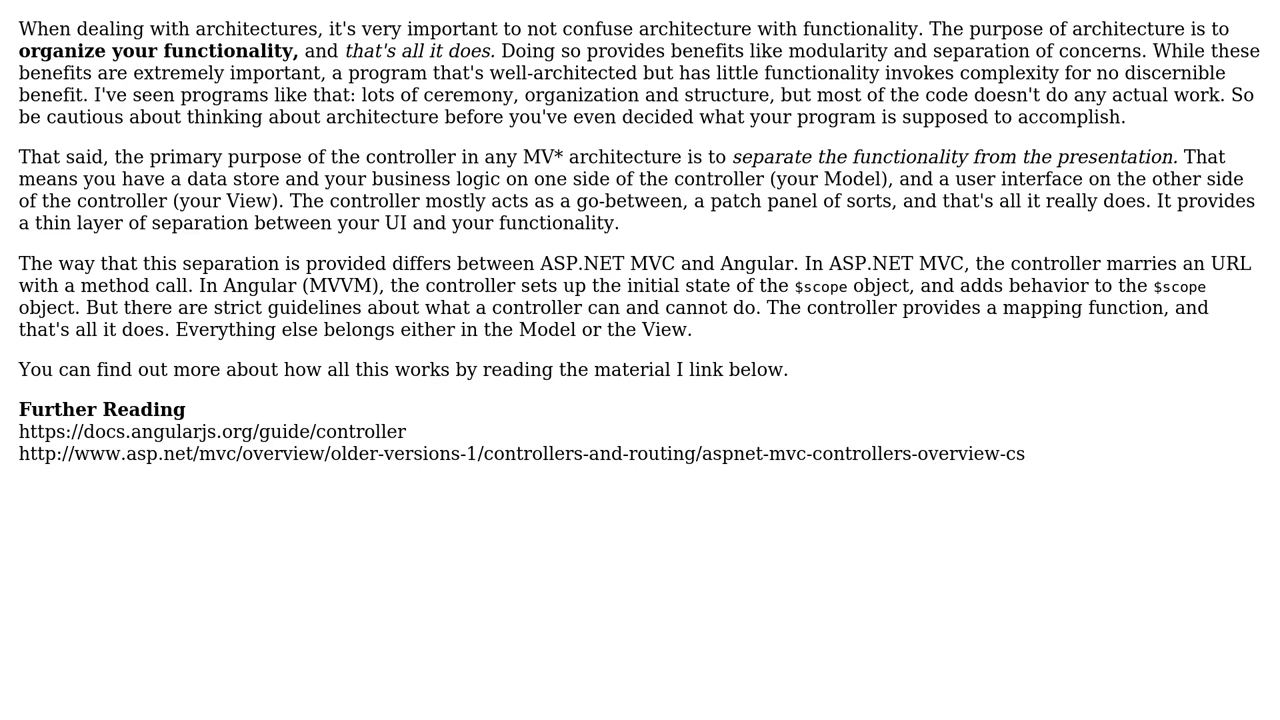 When dealing with architectures, it's very important to not confuse architecture with functionality. The purpose of architecture is to
organize your functionality, and that's all it does. Doing so provides benefits like modularity and separation of concerns. While these
benefits are extremely important, a program that's well-architected but has little functionality invokes complexity for no discernible
benefit. I've seen programs like that: lots of ceremony, organization and structure, but most of the code doesn't do any actual work. So
be cautious about thinking about architecture before you've even decided what your program is supposed to accomplish.
That said, the primary purpose of the controller in any MV* architecture is to separate the functionality from the presentation. That
means you have a data store and your business logic on one side of the controller (your Model), and a user interface on the other side
of the controller (your View). The controller mostly acts as a go-between, a patch panel of sorts, and that's all it really does. It provides
a thin layer of separation between your UI and your functionality.
The way that this separation is provided differs between ASP.NET MVC and Angular. In ASP.NET MVC, the controller marries an URL
with a method call. In Angular (MVVM), the controller sets up the initial state of the $scope object, and adds behavior to the $scope
object. But there are strict guidelines about what a controller can and cannot do. The controller provides a mapping function, and
that's all it does. Everything else belongs either in the Model or the View.
You can find out more about how all this works by reading the material I link below.
Further Reading
https://docs.angularjs.org/guide/controller
http://www.asp.net/mvc/overview/older-versions-1/controllers-and-routing/aspnet-mvc-controllers-overview-cs